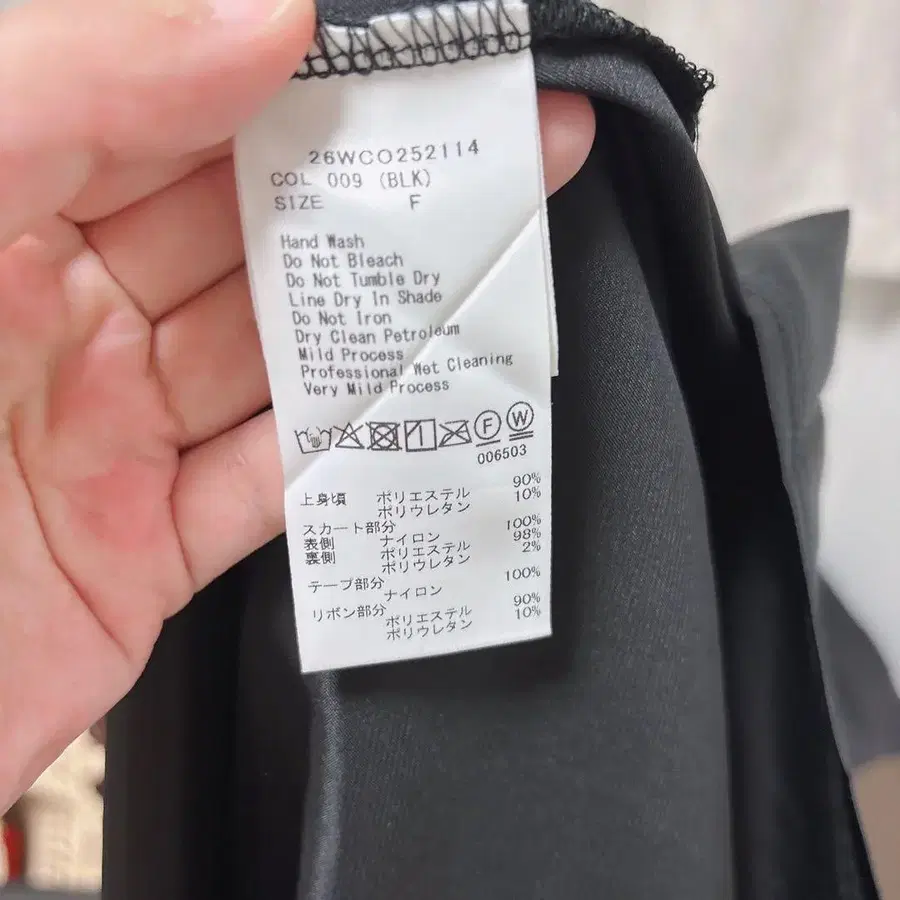 26WCO252114
COL 009 (BLK)
SIZE F
Hand Wash
Do Not Bleach
Do Not Tumble Dry
Line Dry In Shade
Do Not Iron
Dry Clean Petroleum
Mild Process
Professional Wet Cleaning
Very Mild Process
F W
006503
上身頃 ポリエステル 90%
ポリウレタン 10%
スカート部分
表側 ナイロン 100%
裏側 ポリエステル 98%
ポリウレタン 2%
テープ部分
ナイロン 100%
リボン部分
ポリエステル 90%
ポリウレタン 10%